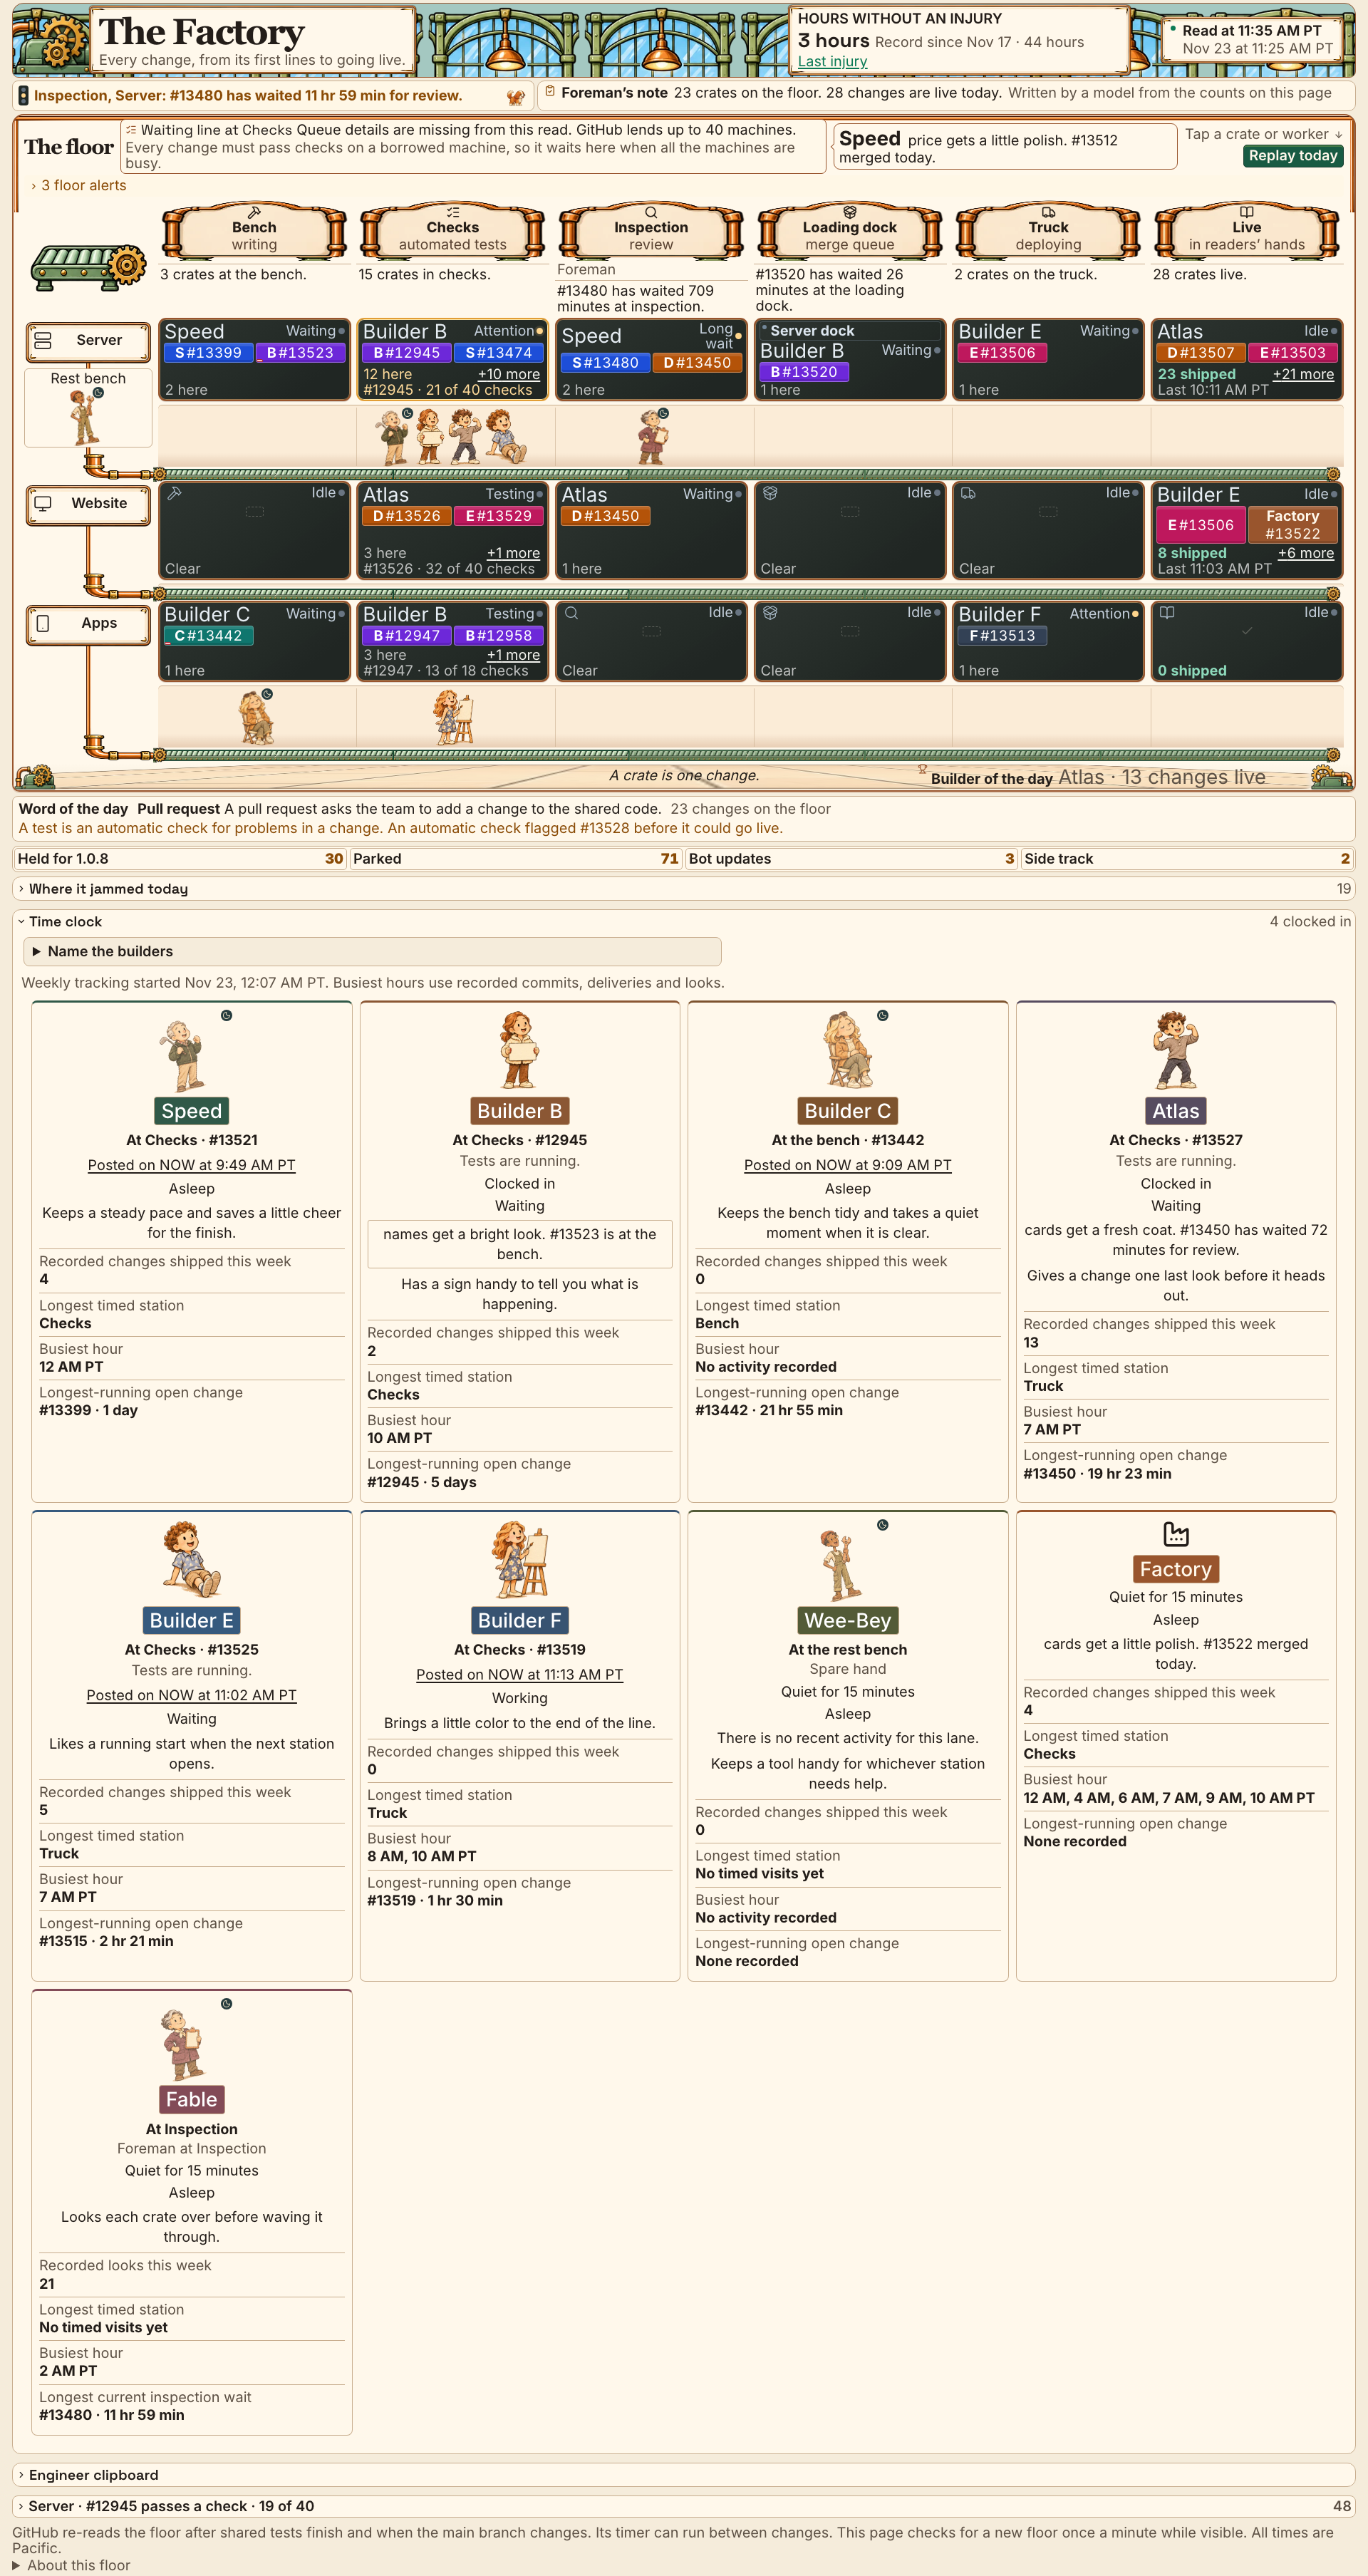 The Factory
Every change, from its first lines to going live.
HOURS WITHOUT AN INJURY
3 hours Record since Nov 17 · 44 hours
Last injury
Read at 11:35 AM PT
Nov 23 at 11:25 AM PT
Inspection, Server: #13480 has waited 11 hr 59 min for review.
Foreman's note 23 crates on the floor. 28 changes are live today. Written by a model from the counts on this page
The floor
Waiting line at Checks Queue details are missing from this read. GitHub lends up to 40 machines.
Every change must pass checks on a borrowed machine, so it waits here when all the machines are
busy.
Speed price gets a little polish. #13512
merged today.
Tap a crate or worker ↓
Replay today
› 3 floor alerts
Bench
writing
Checks
automated tests
Inspection
review
Loading dock
merge queue
Truck
deploying
Live
in readers' hands
3 crates at the bench.
15 crates in checks.
Foreman
#13480 has waited 709
minutes at inspection.
#13520 has waited 26
minutes at the loading
dock.
2 crates on the truck.
28 crates live.
Server
Speed Waiting
S #13399 B #13523
2 here
Builder B Attention
B #12945 S #13474
12 here +10 more
#12945 · 21 of 40 checks
Speed Long
wait
S #13480 D #13450
2 here
Server dock
Builder B Waiting
B #13520
1 here
Builder E Waiting
E #13506
1 here
Atlas Idle
D #13507 E #13503
23 shipped +21 more
Last 10:11 AM PT
Rest bench
Website
Idle
Clear
Atlas Testing
D #13526 E #13529
3 here +1 more
#13526 · 32 of 40 checks
Atlas Waiting
D #13450
1 here
Idle
Clear
Idle
Clear
Builder E Idle
E #13506 Factory
#13522
8 shipped +6 more
Last 11:03 AM PT
Apps
Builder C Waiting
C #13442
1 here
Builder B Testing
B #12947 B #12958
3 here +1 more
#12947 · 13 of 18 checks
Idle
Clear
Idle
Clear
Builder F Attention
F #13513
1 here
Idle
0 shipped
A crate is one change.
Builder of the day Atlas · 13 changes live
Word of the day Pull request A pull request asks the team to add a change to the shared code. 23 changes on the floor
A test is an automatic check for problems in a change. An automatic check flagged #13528 before it could go live.
Held for 1.0.8 30
Parked 71
Bot updates 3
Side track 2
› Where it jammed today 19
Time clock 4 clocked in
▶ Name the builders
Weekly tracking started Nov 23, 12:07 AM PT. Busiest hours use recorded commits, deliveries and looks.
Speed
At Checks · #13521
Posted on NOW at 9:49 AM PT
Asleep
Keeps a steady pace and saves a little cheer
for the finish.
Recorded changes shipped this week
4
Longest timed station
Checks
Busiest hour
12 AM PT
Longest-running open change
#13399 · 1 day
Builder B
At Checks · #12945
Tests are running.
Clocked in
Waiting
names get a bright look. #13523 is at the
bench.
Has a sign handy to tell you what is
happening.
Recorded changes shipped this week
2
Longest timed station
Checks
Busiest hour
10 AM PT
Longest-running open change
#12945 · 5 days
Builder C
At the bench · #13442
Posted on NOW at 9:09 AM PT
Asleep
Keeps the bench tidy and takes a quiet
moment when it is clear.
Recorded changes shipped this week
0
Longest timed station
Bench
Busiest hour
No activity recorded
Longest-running open change
#13442 · 21 hr 55 min
Atlas
At Checks · #13527
Tests are running.
Clocked in
Waiting
cards get a fresh coat. #13450 has waited 72
minutes for review.
Gives a change one last look before it heads
out.
Recorded changes shipped this week
13
Longest timed station
Truck
Busiest hour
7 AM PT
Longest-running open change
#13450 · 19 hr 23 min
Builder E
At Checks · #13525
Tests are running.
Posted on NOW at 11:02 AM PT
Waiting
Likes a running start when the next station
opens.
Recorded changes shipped this week
5
Longest timed station
Truck
Busiest hour
7 AM PT
Longest-running open change
#13515 · 2 hr 21 min
Builder F
At Checks · #13519
Posted on NOW at 11:13 AM PT
Working
Brings a little color to the end of the line.
Recorded changes shipped this week
0
Longest timed station
Truck
Busiest hour
8 AM, 10 AM PT
Longest-running open change
#13519 · 1 hr 30 min
Wee-Bey
At the rest bench
Spare hand
Quiet for 15 minutes
Asleep
There is no recent activity for this lane.
Keeps a tool handy for whichever station
needs help.
Recorded changes shipped this week
0
Longest timed station
No timed visits yet
Busiest hour
No activity recorded
Longest-running open change
None recorded
Factory
Quiet for 15 minutes
Asleep
cards get a little polish. #13522 merged
today.
Recorded changes shipped this week
4
Longest timed station
Checks
Busiest hour
12 AM, 4 AM, 6 AM, 7 AM, 9 AM, 10 AM PT
Longest-running open change
None recorded
Fable
At Inspection
Foreman at Inspection
Quiet for 15 minutes
Asleep
Looks each crate over before waving it
through.
Recorded looks this week
21
Longest timed station
No timed visits yet
Busiest hour
2 AM PT
Longest current inspection wait
#13480 · 11 hr 59 min
› Engineer clipboard
› Server · #12945 passes a check · 19 of 40 48
GitHub re-reads the floor after shared tests finish and when the main branch changes. Its timer can run between changes. This page checks for a new floor once a minute while visible. All times are
Pacific.
▶ About this floor